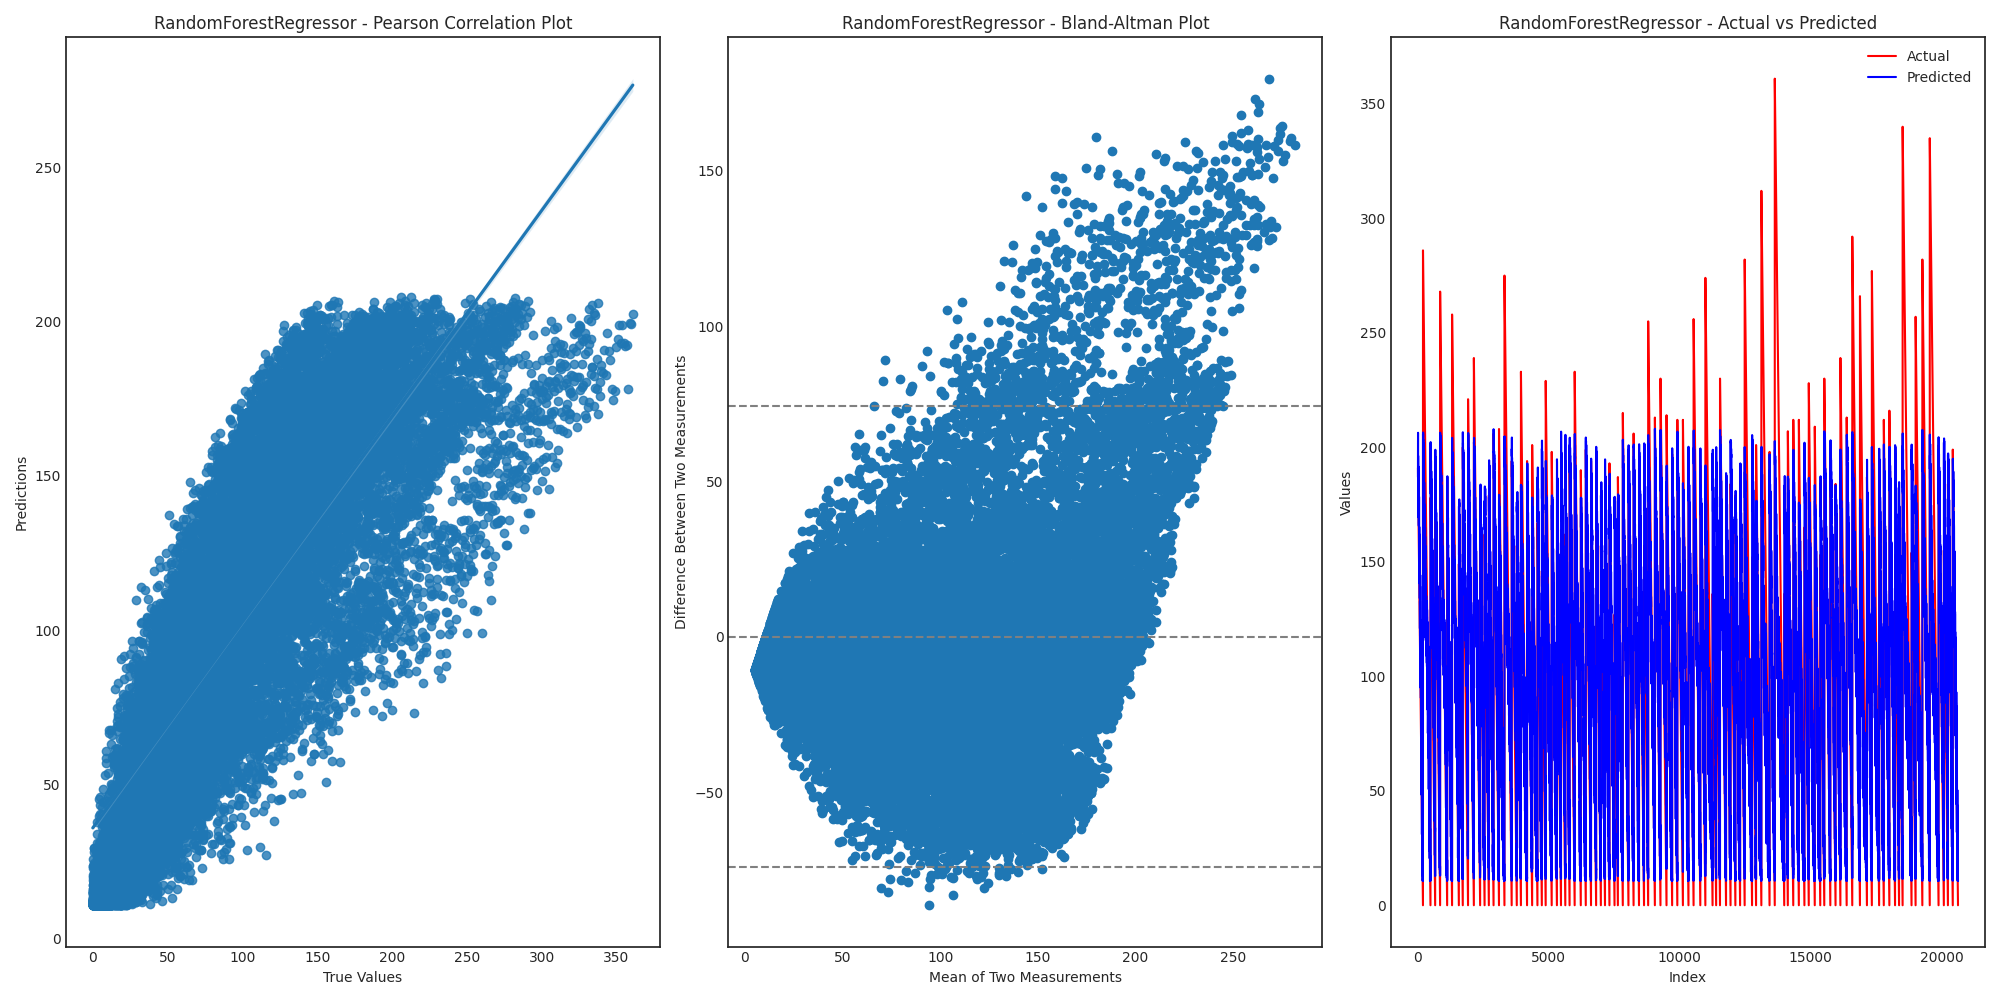 RandomForestRegressor - Pearson Correlation Plot
250
200
150
100
50
0
0 50 100 150 200 250 300 350
Predictions
True Values
RandomForestRegressor - Bland-Altman Plot
150
100
50
0
−50
0 50 100 150 200 250
Difference Between Two Measurements
Mean of Two Measurements
RandomForestRegressor - Actual vs Predicted
Actual
Predicted
350
300
250
200
150
100
50
0
0 5000 10000 15000 20000
Values
Index